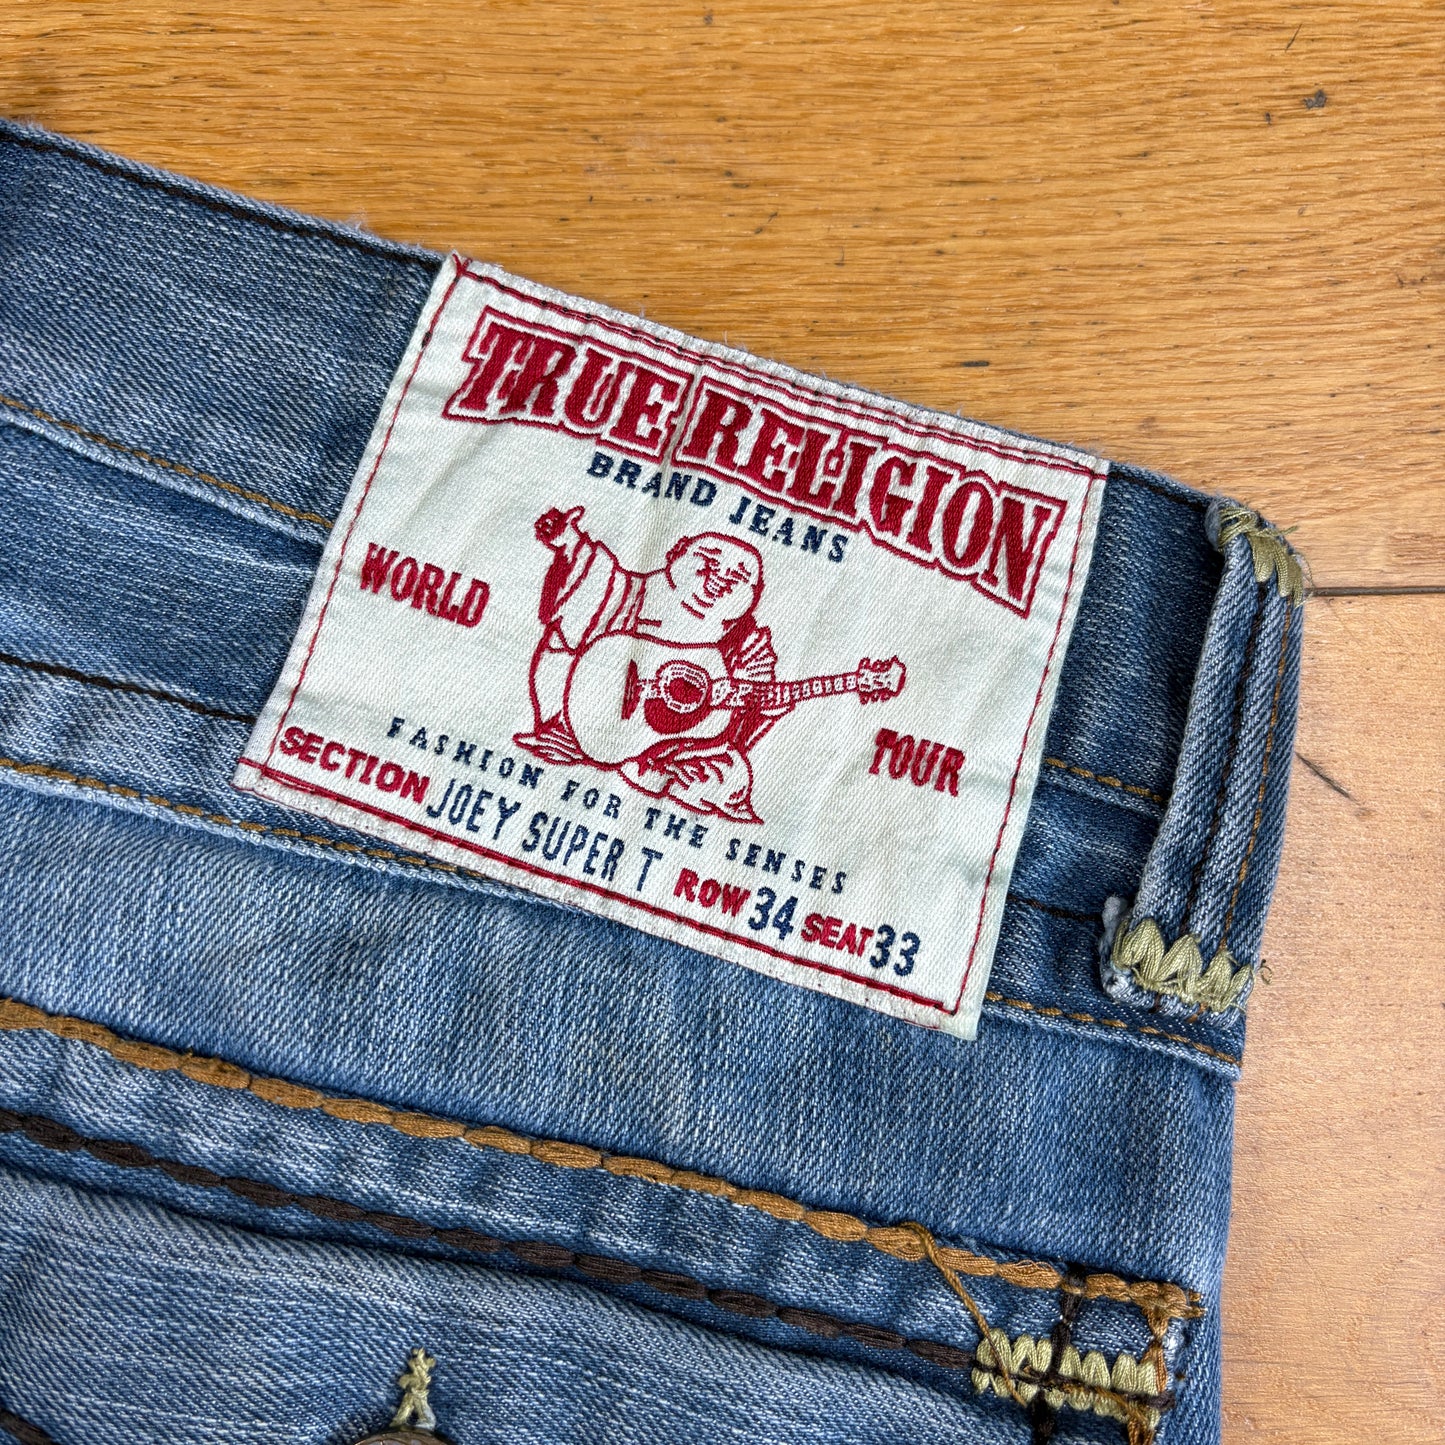 TRUE RELIGION
BRAND JEANS
WORLD TOUR
FASHION FOR THE SENSES
SECTION JOEY SUPER T ROW 34 SEAT 33